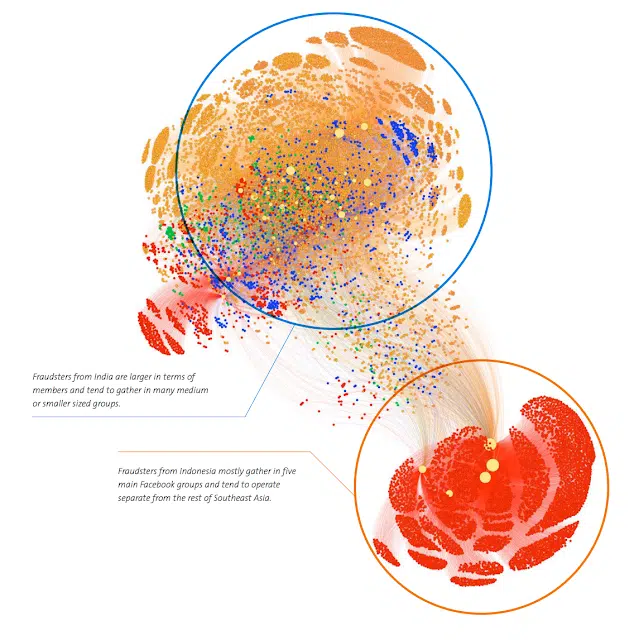 Fraudsters from India are larger in terms of
members and tend to gather in many medium
or smaller sized groups.
Fraudsters from Indonesia mostly gather in five
main Facebook groups and tend to operate
separate from the rest of Southeast Asia.